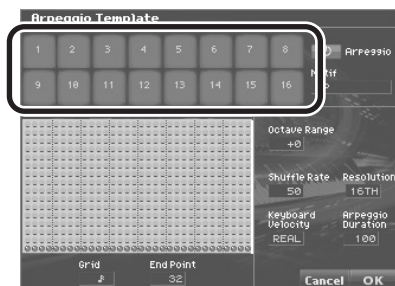 Arpeggio Template
1 2 3 4 5 6 7 8
Arpeggio
9 10 11 12 13 14 15 16
Octave Range
+0
Shuffle Rate Resolution
50 16TH
Keyboard Velocity Arpeggio Duration
REAL 100
Grid End Point
♪ 32
Cancel OK